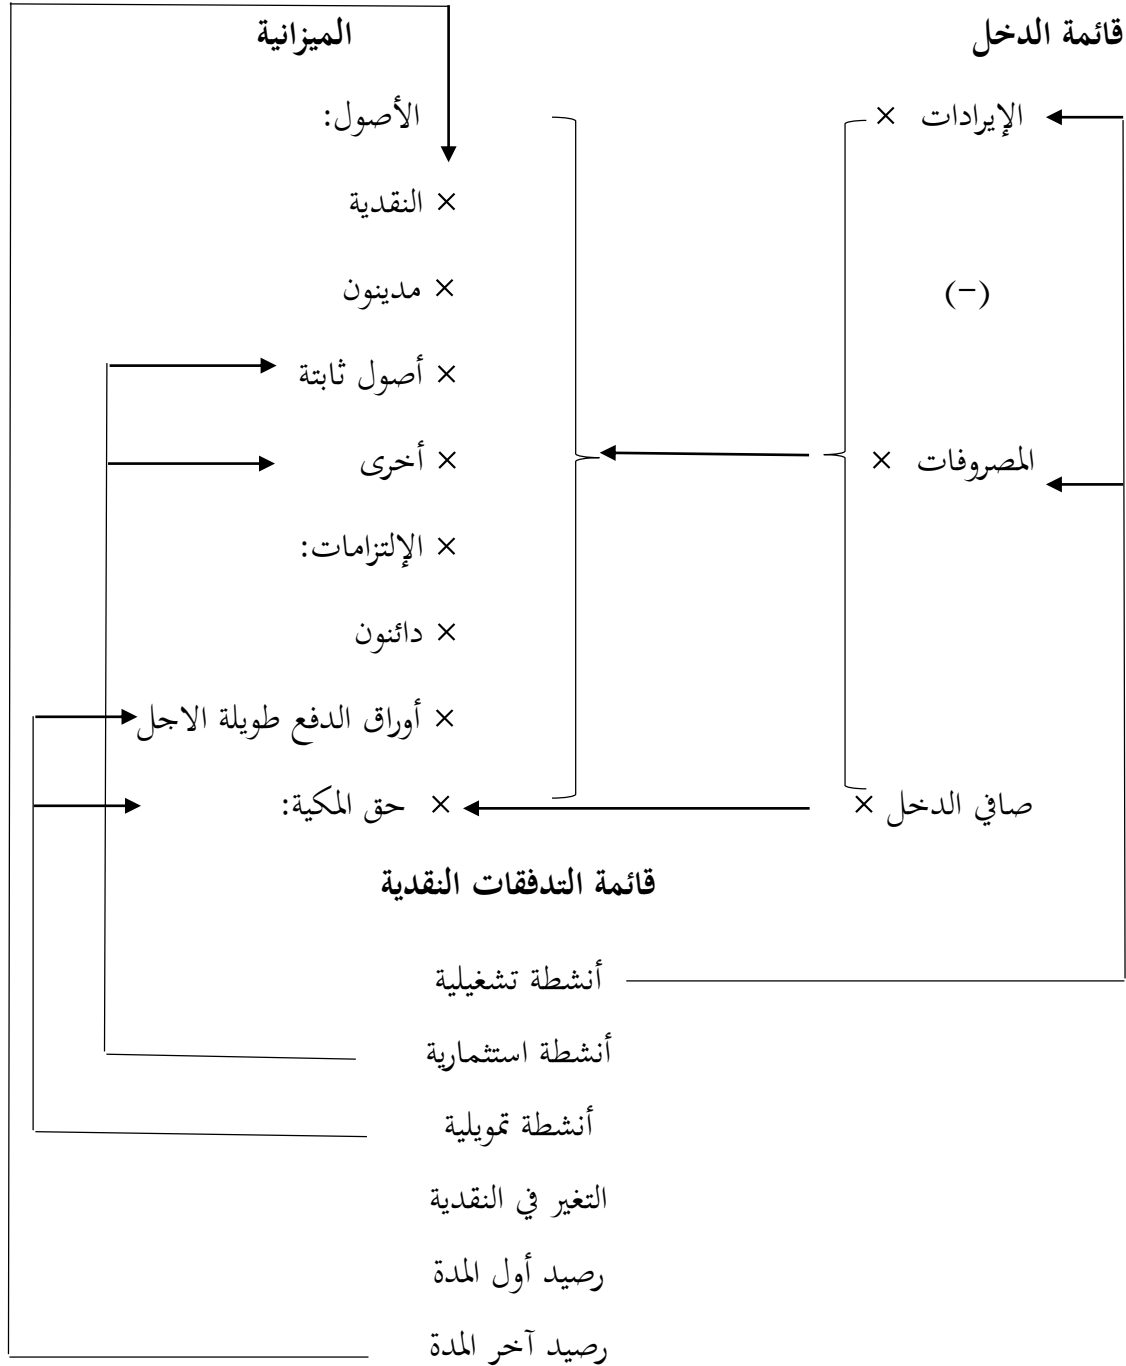 قائمة الدخل
الميزانية
الإيرادات ×
الأصول:
× النقدية
(-)
× مدينون
× أصول ثابتة
المصروفات ×
× أخرى
× الإلتزامات:
× دائنون
× أوراق الدفع طويلة الاجل
صافي الدخل ×
× حق المكية:
قائمة التدفقات النقدية
أنشطة تشغيلية
أنشطة استثمارية
أنشطة تمويلية
التغير في النقدية
رصيد أول المدة
رصيد آخر المدة